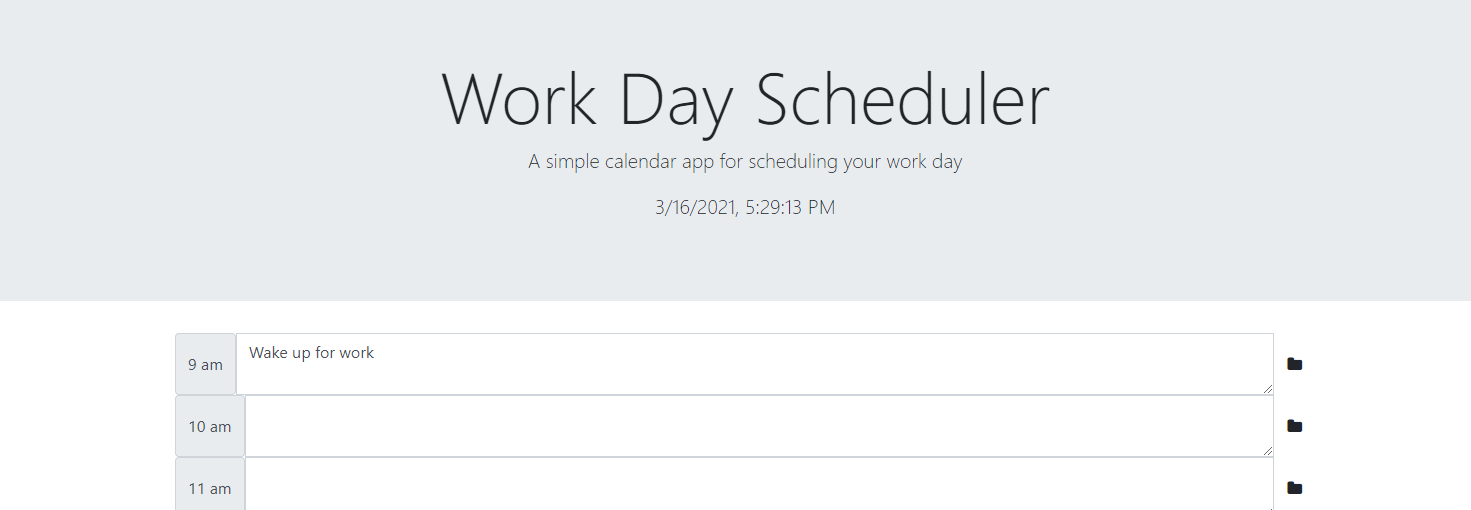 Work Day Scheduler
A simple calendar app for scheduling your work day
3/16/2021, 5:29:13 PM
9 am Wake up for work
10 am
11 am